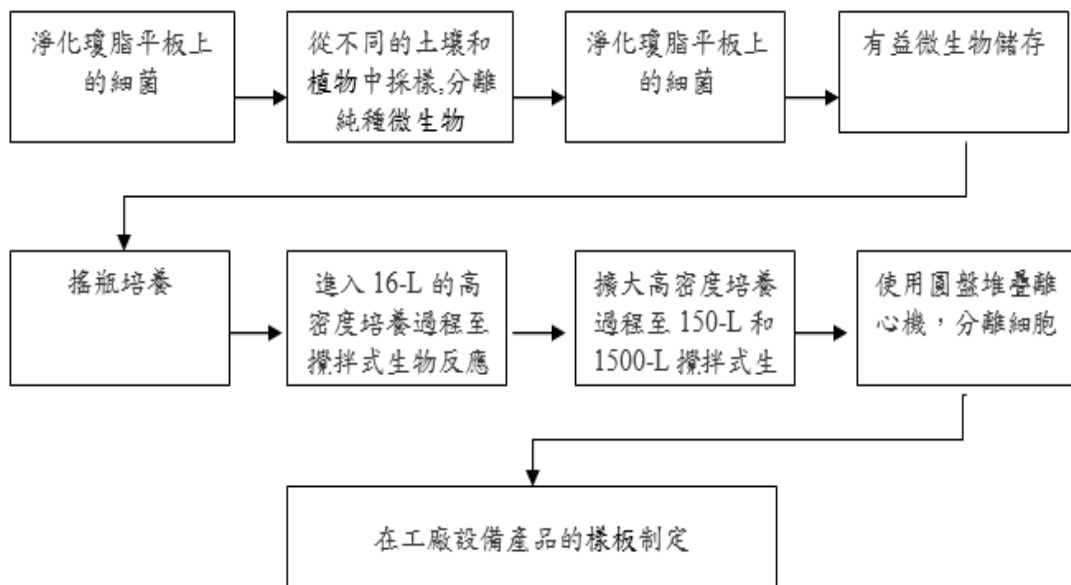 淨化瓊脂平板上
的細菌
從不同的土壤和
植物中採樣,分離
純種微生物
淨化瓊脂平板上
的細菌
有益微生物儲存
搖瓶培養
進入 16-L 的高
密度培養過程至
攪拌式生物反應
擴大高密度培養
過程至 150-L 和
1500-L 攪拌式生
使用圓盤堆疊離
心機，分離細胞
在工廠設備產品的樣板制定